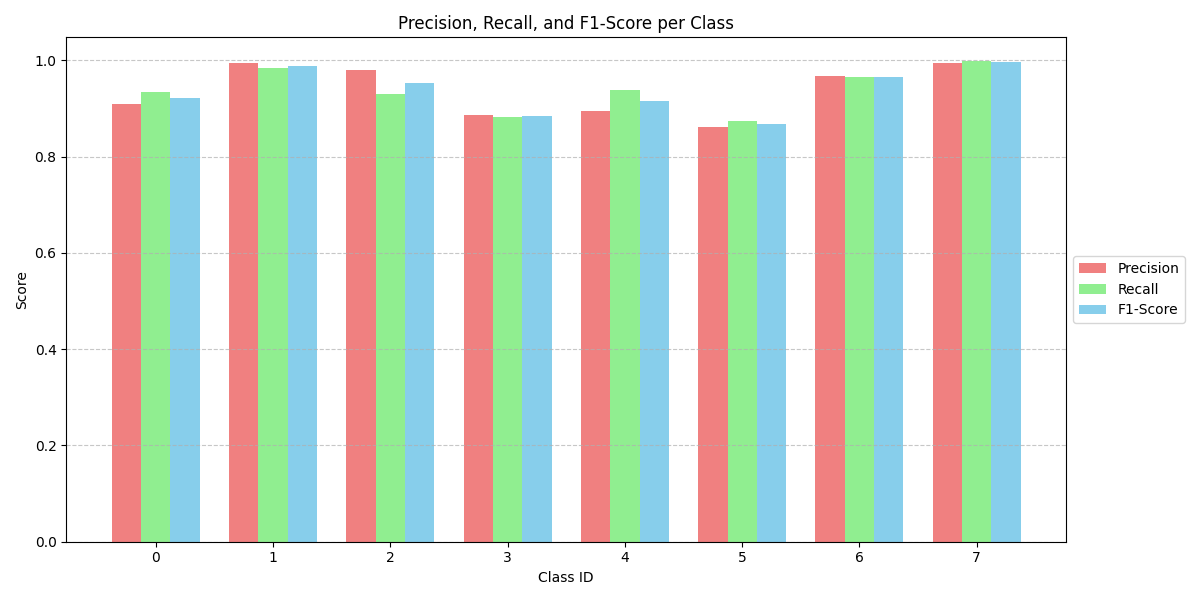 Precision, Recall, and F1-Score per Class
1.0
0.8
0.6
0.4
0.2
0.0
Score
0 1 2 3 4 5 6 7
Class ID
Precision
Recall
F1-Score